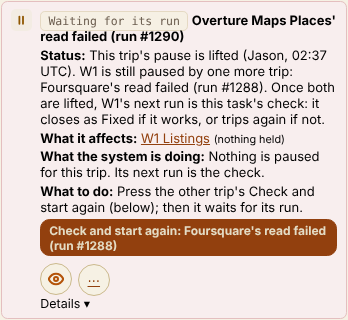 Waiting for its run Overture Maps Places'
read failed (run #1290)
Status: This trip's pause is lifted (Jason, 02:37
UTC). W1 is still paused by one more trip:
Foursquare's read failed (run #1288). Once both
are lifted, W1's next run is this task's check: it
closes as Fixed if it works, or trips again if not.
What it affects: W1 Listings (nothing held)
What the system is doing: Nothing is paused
for this trip. Its next run is the check.
What to do: Press the other trip's Check and
start again (below); then it waits for its run.
Check and start again: Foursquare's read failed
(run #1288)
...
Details ▾